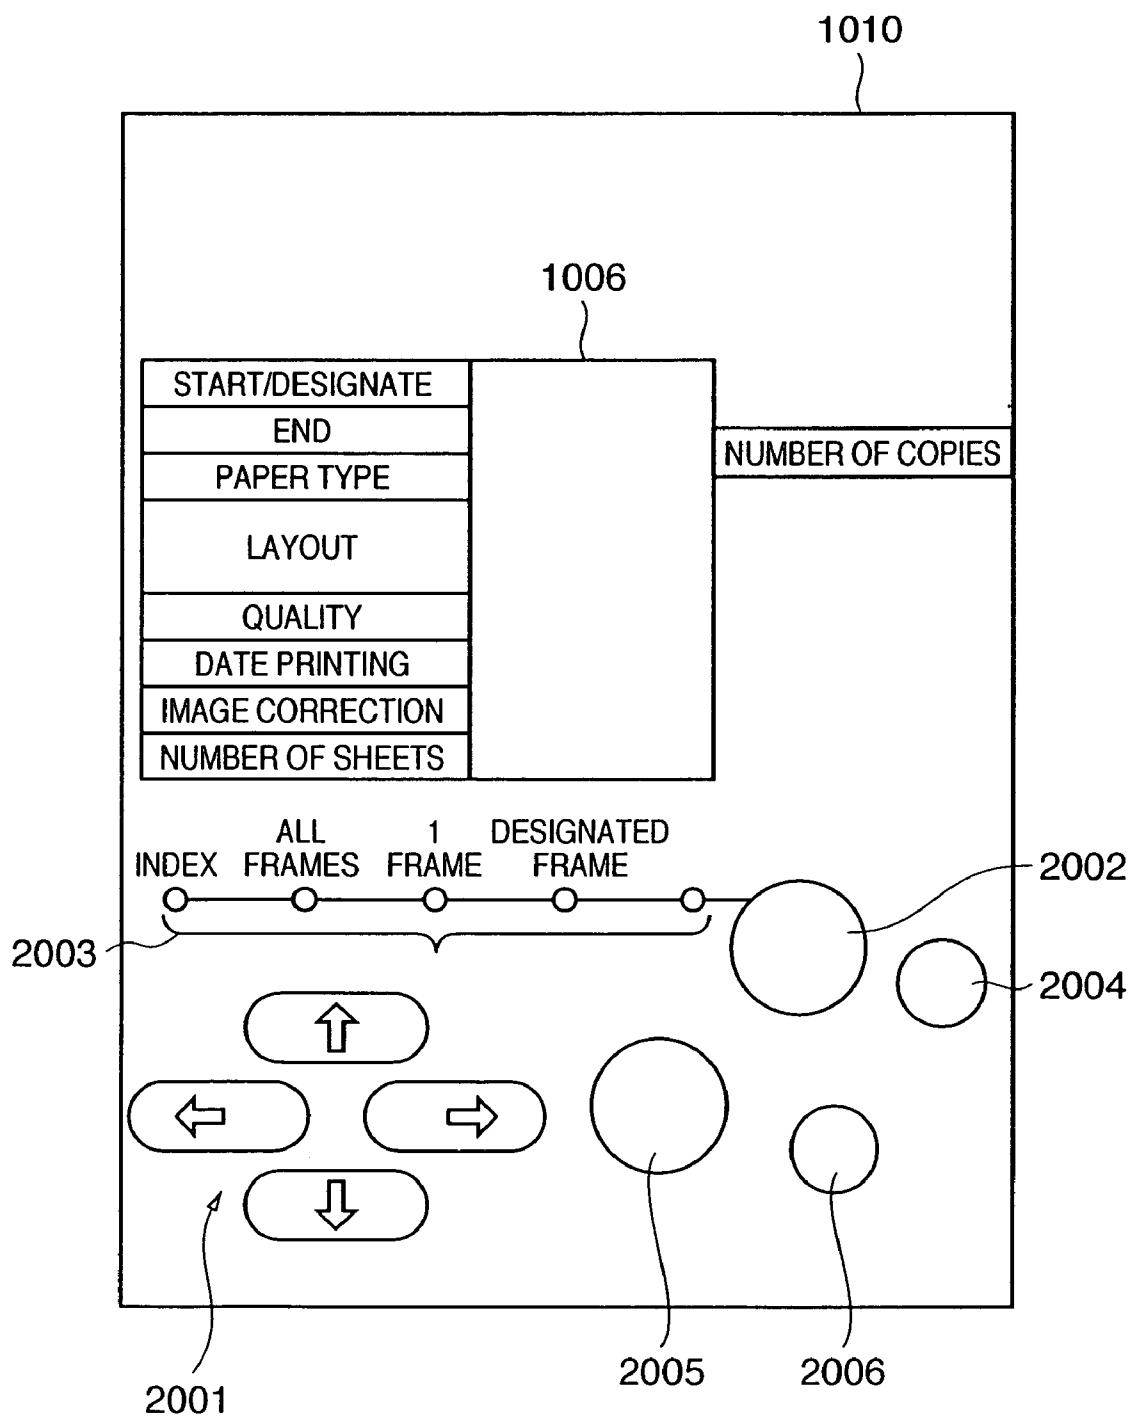 1010
1006
START/DESIGNATE
END
NUMBER OF COPIES
PAPER TYPE
LAYOUT
QUALITY
DATE PRINTING
IMAGE CORRECTION
NUMBER OF SHEETS
INDEX
ALL
FRAMES
1
FRAME
DESIGNATED
FRAME
2002
2003
2004
2005
2006
2001